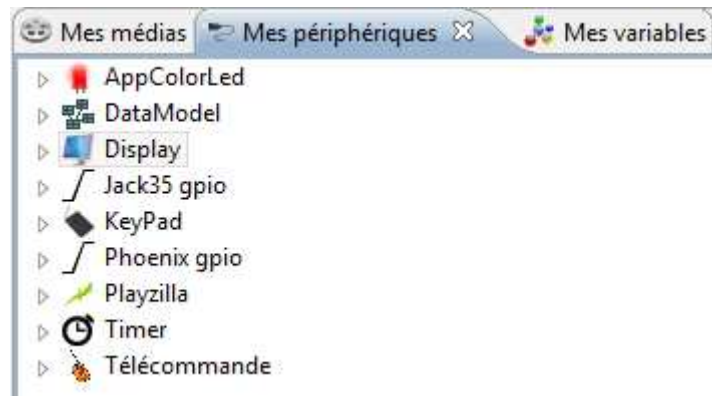 Mes médias Mes périphériques Mes variables
AppColorLed
DataModel
Display
Jack35 gpio
KeyPad
Phoenix gpio
Playzilla
Timer
Télécommande